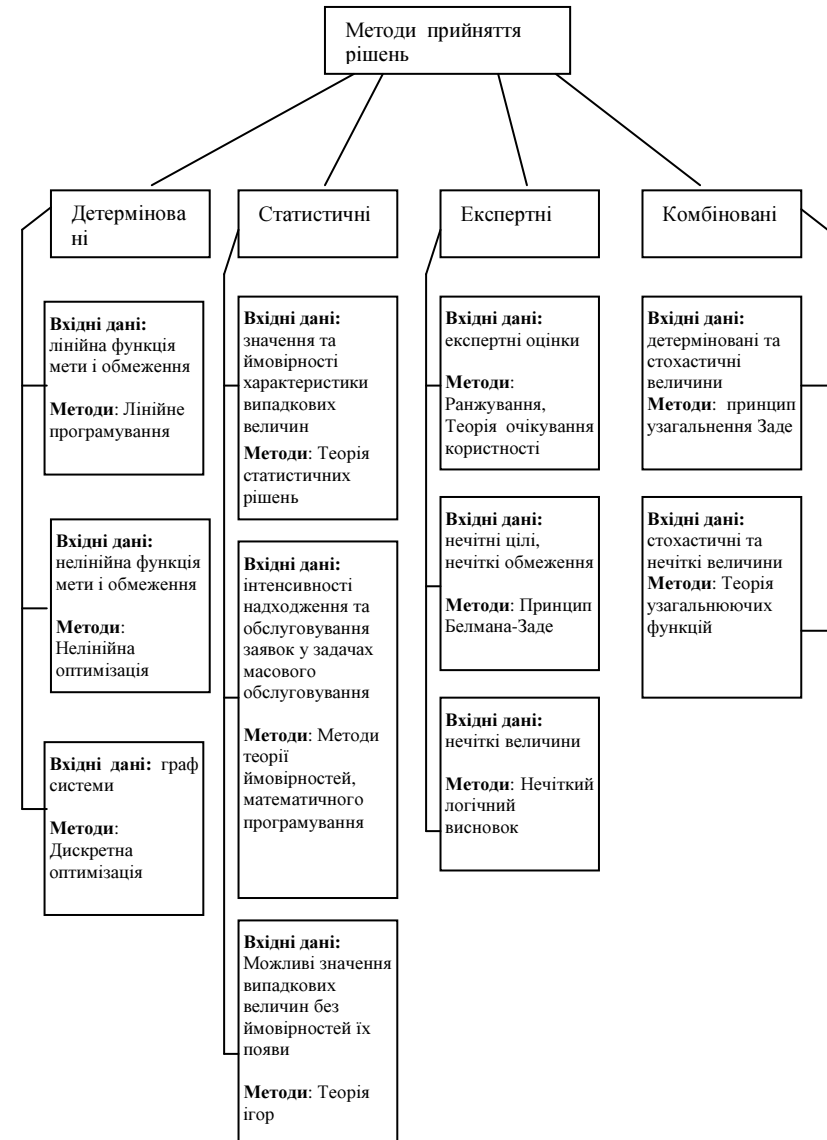 Методи прийняття
рішень
Детермінова
ні
Статистичні
Експертні
Комбіновані
Вхідні дані:
лінійна функція
мети і обмеження
Методи: Лінійне
програмування
Вхідні дані:
нелінійна функція
мети і обмеження
Методи:
Нелінійна
оптимізація
Вхідні дані: граф
системи
Методи:
Дискретна
оптимізація
Вхідні дані:
значення та
ймовірності
характеристики
випадкових
величин
Методи: Теорія
статистичних
рішень
Вхідні дані:
інтенсивності
надходження та
обслуговування
заявок у задачах
масового
обслуговування
Методи: Методи
теорії
ймовірностей,
математичного
програмування
Вхідні дані:
Можливі значення
випадкових
величин без
ймовірностей їх
появи
Методи: Теорія
ігор
Вхідні дані:
експертні оцінки
Методи:
Ранжування,
Теорія очікування
користності
Вхідні дані:
нечітні цілі,
нечіткі обмеження
Методи: Принцип
Белмана-Заде
Вхідні дані:
нечіткі величини
Методи: Нечіткий
логічний
висновок
Вхідні дані:
детерміновані та
стохастичні
величини
Методи: принцип
узагальнення Заде
Вхідні дані:
стохастичні та
нечіткі величини
Методи: Теорія
узагальнюючих
функцій